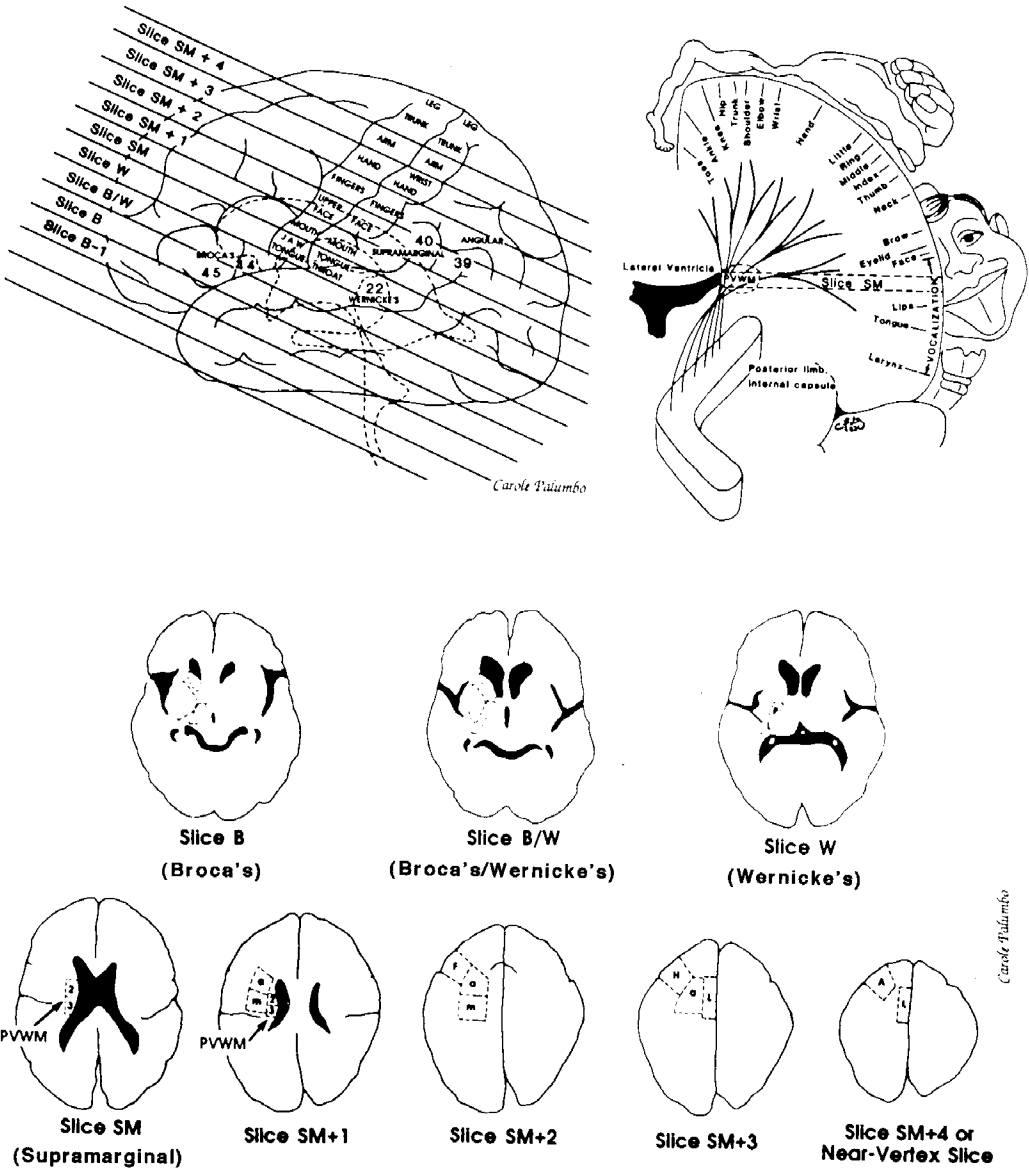 Slice SM + 4
Slice SM + 3
Slice SM + 2
Slice SM + 1
Slice SM
Slice W
Slice B/W
Slice B
Slice B-1
LEG
TRUNK
ARM
HAND
FINGERS
UPPER
FACE
MOUTH
JAW
TONGUE
LEG
TRUNK
ARM
WRIST
HAND
FINGERS
FACE
MOUTH
TONGUE
THROAT
BROCA'S
45
44
40
SUPRAMARGINAL
ANGULAR
39
22
WERNICKE'S
Carole Palumbo
Toes
Ankle
Knee
Hip
Trunk
Shoulder
Elbow
Wrist
Hand
Little
Ring
Middle
Index
Thumb
Neck
Brow
Eyelid
Face
Lips
Tongue
Larynx
VOCALIZATION
Lateral Ventricle
PVWM
Slice SM
Posterior limb,
internal capsule
Slice B
(Broca's)
Slice B/W
(Broca's/Wernicke's)
Slice W
(Wernicke's)
Carole Palumbo
2
3
PVWM
Slice SM
(Supramarginal)
a
m
PVWM
Slice SM+1
F
a
m
Slice SM+2
H
a
L
Slice SM+3
A
L
Slice SM+4 or
Near-Vertex Slice